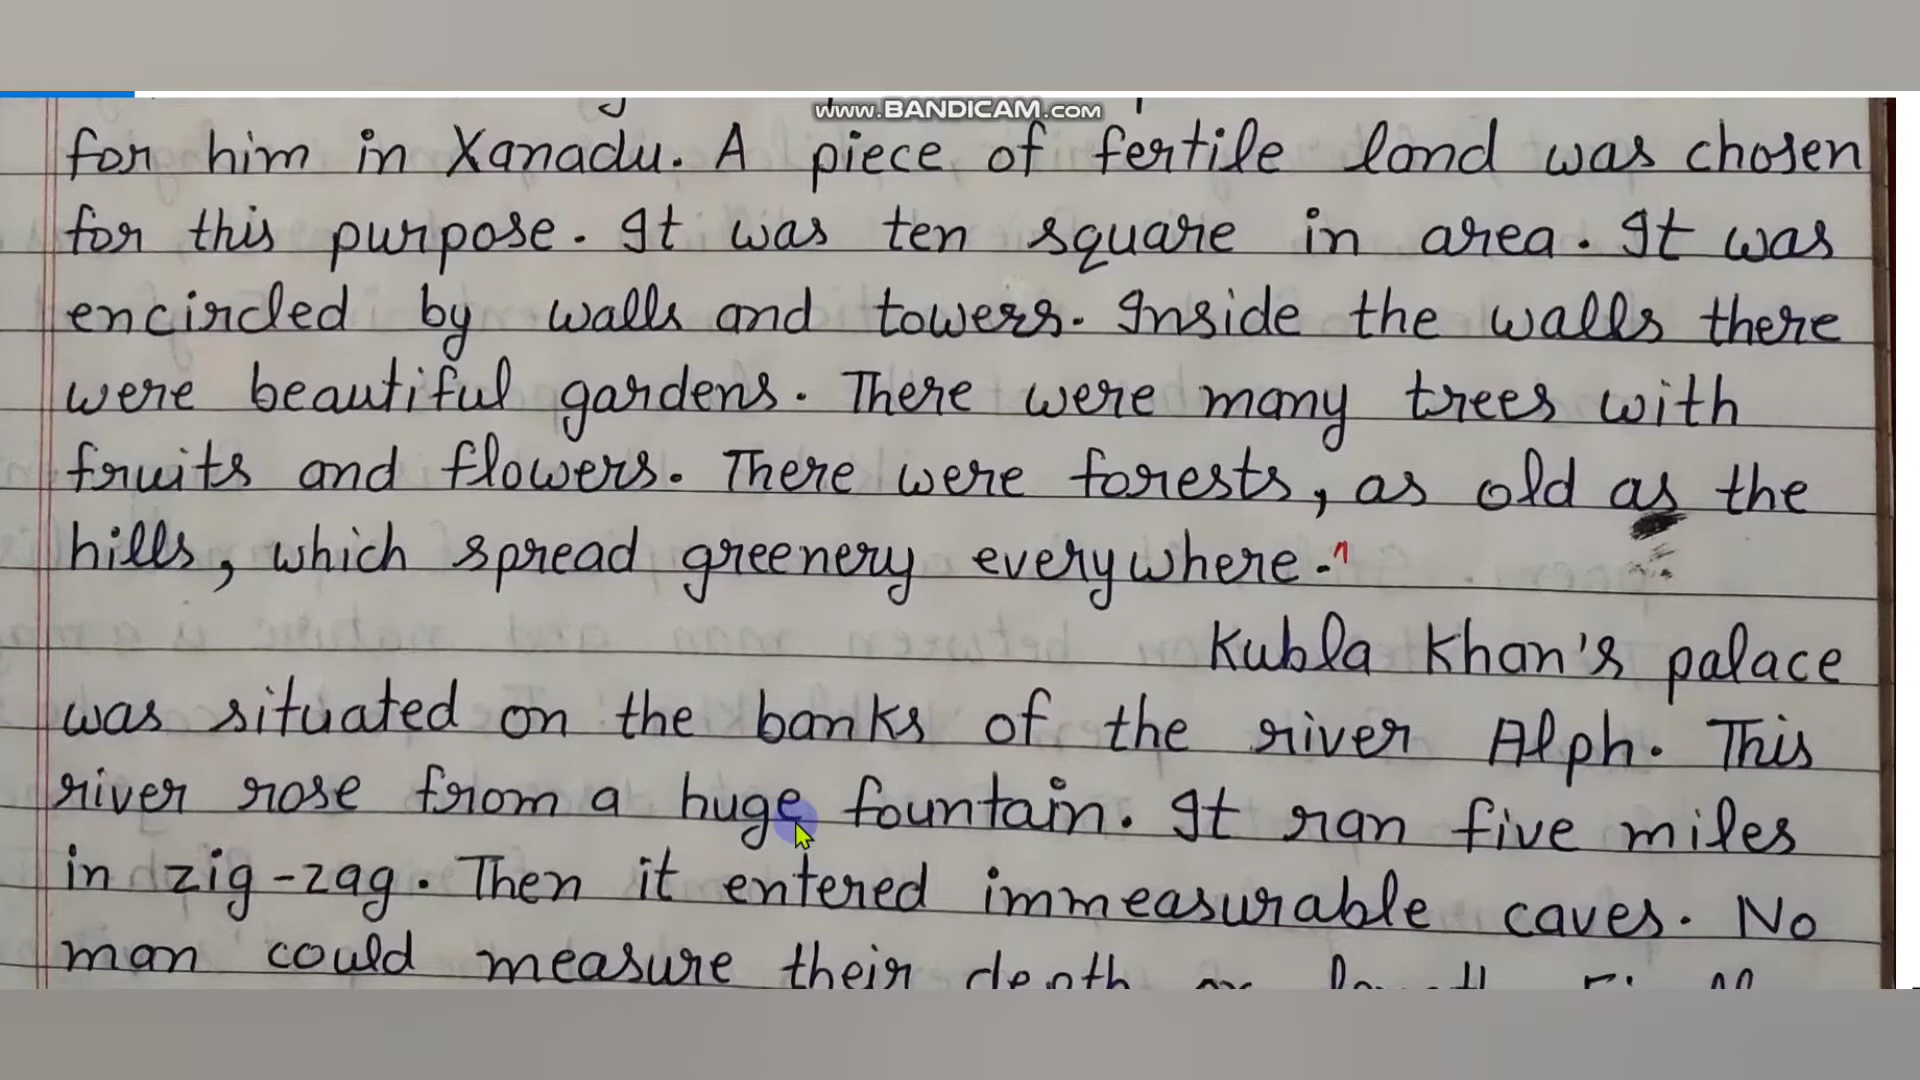 www.BANDICAM.com
for him in Xanadu. A piece of fertile land was chosen
for this purpose. It was ten square in area. It was
encircled by walls and towers. Inside the walls there
were beautiful gardens. There were many trees with
fruits and flowers. There were forests, as old as the
hills, which spread greenery everywhere.
Kubla Khan's palace
was situated on the banks of the river Alph. This
river rose from a huge fountain. It ran five miles
in zig-zag. Then it entered immeasurable caves. No
man could measure their depth or